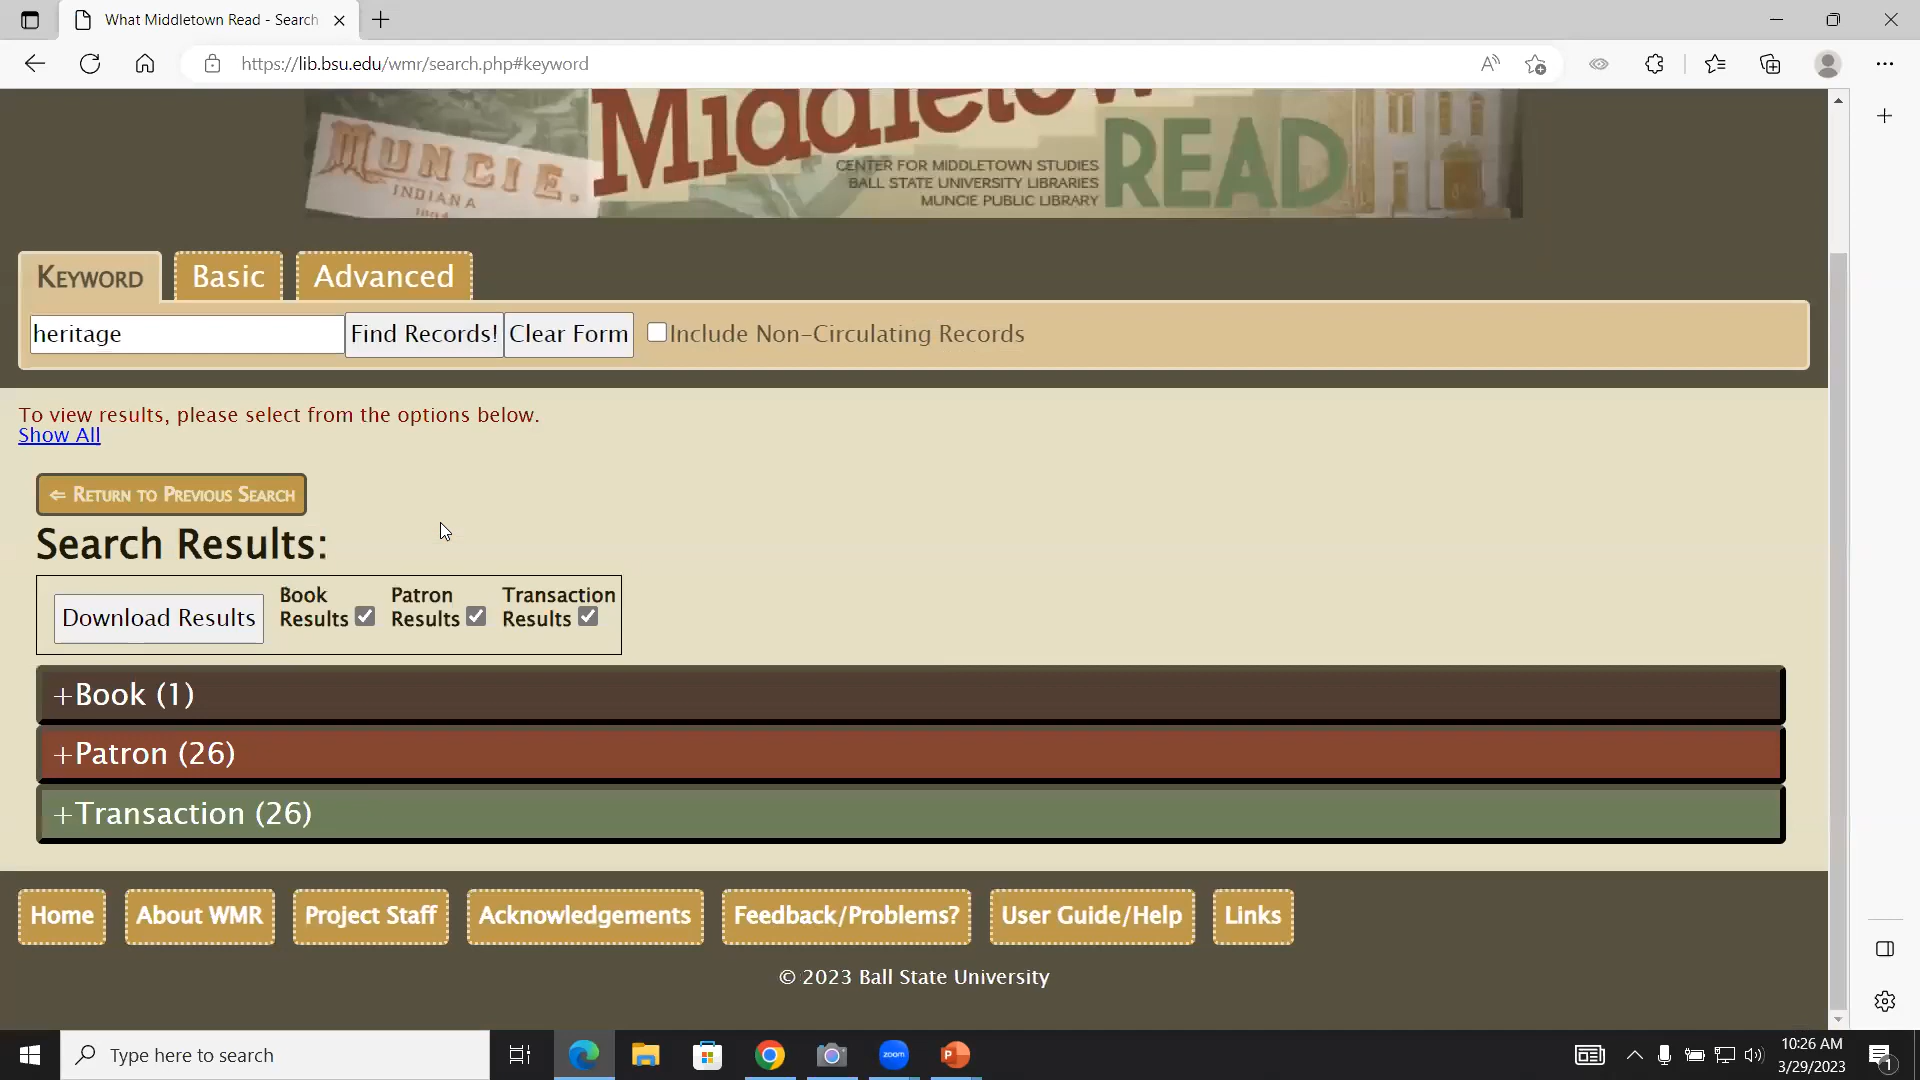 What Middletown Read - Search
https://lib.bsu.edu/wmr/search.php#keyword
Middletow
MUNCIE.
INDIANA
READ
CENTER FOR MIDDLETOWN STUDIES
BALL STATE UNIVERSITY LIBRARIES
MUNCIE PUBLIC LIBRARY
KEYWORD
Basic
Advanced
heritage
Find Records!
Clear Form
Include Non-Circulating Records
To view results, please select from the options below.
Show All
⇐ RETURN TO PREVIOUS SEARCH
Search Results:
Download Results
Book Results
Patron Results
Transaction Results
+Book (1)
+Patron (26)
+Transaction (26)
Home
About WMR
Project Staff
Acknowledgements
Feedback/Problems?
User Guide/Help
Links
© 2023 Ball State University
Type here to search
zoom
10:26 AM
3/29/2023
1